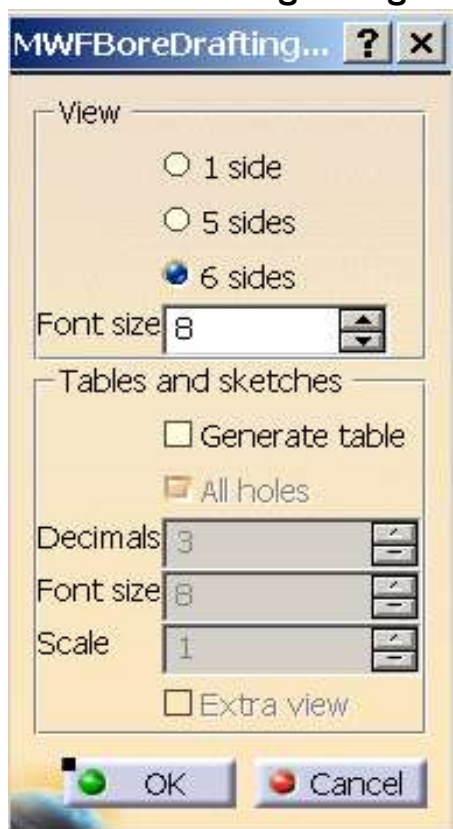 MWFBoreDrafting... ? ×
View
1 side
5 sides
6 sides
Font size 8
Tables and sketches
Generate table
All holes
Decimals 3
Font size 8
Scale 1
Extra view
OK Cancel